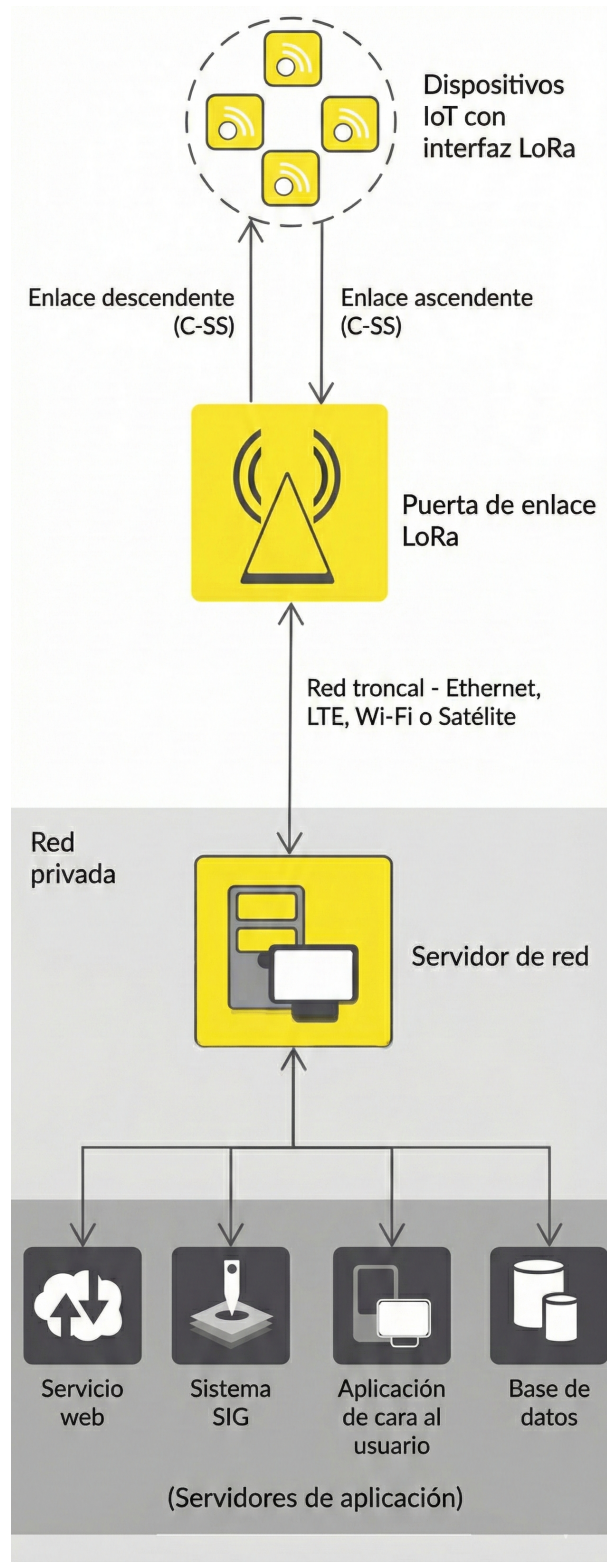 Dispositivos
IoT con
interfaz LoRa
Enlace descendente
(C-SS)
Enlace ascendente
(C-SS)
Puerta de enlace
LoRa
Red troncal - Ethernet,
LTE, Wi-Fi o Satélite
Red
privada
Servidor de red
Servicio
web
Sistema
SIG
Aplicación
de cara al
usuario
Base de
datos
(Servidores de aplicación)